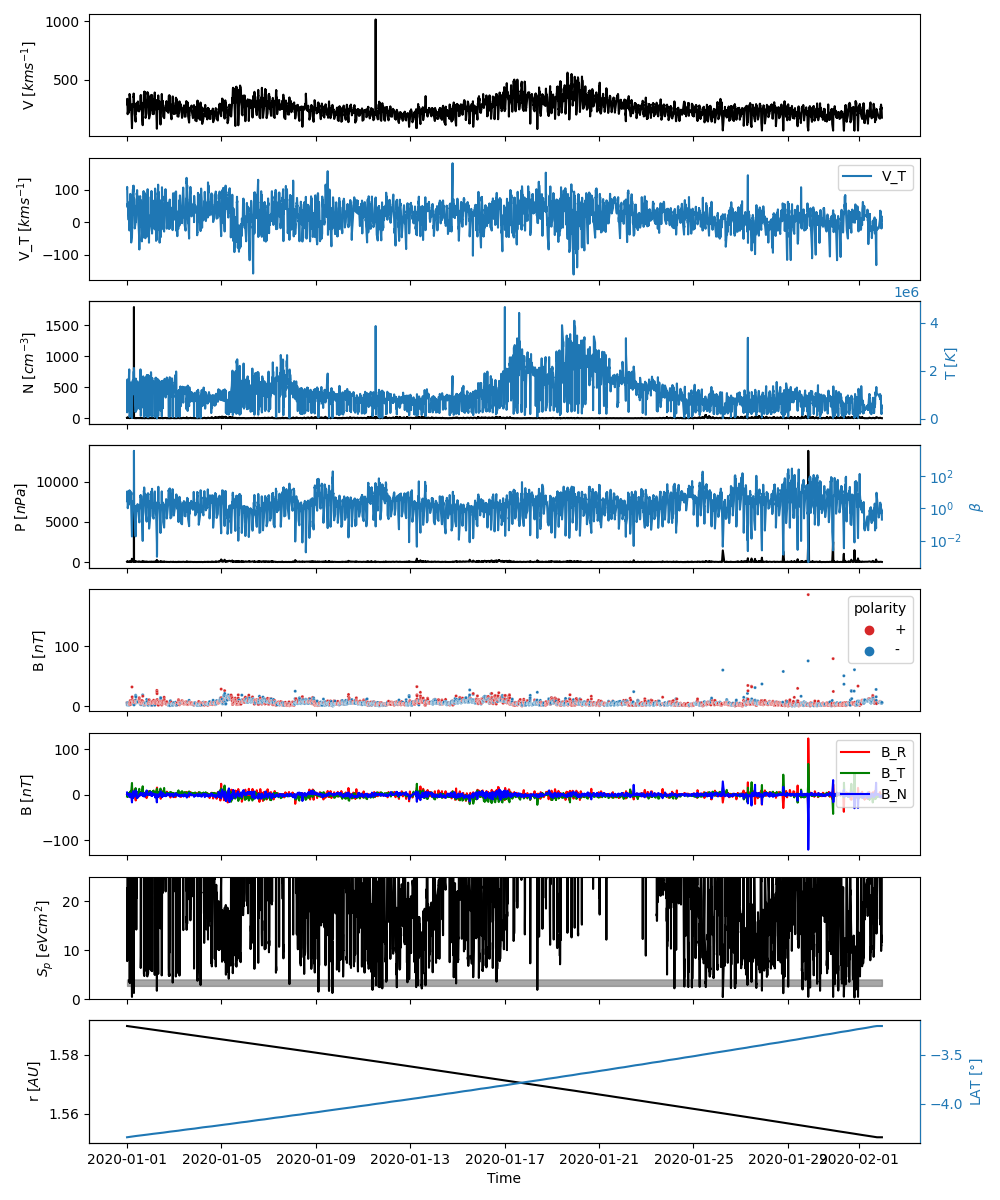 1000
500
V [kms⁻¹]
100
0
−100
V_T [kms⁻¹]
V_T
1e6
1500
1000
500
0
N [cm⁻³]
4
2
0
T [K]
10000
5000
0
P [nPa]
10²
10⁰
10⁻²
β
100
0
B [nT]
polarity
+
-
100
0
−100
B [nT]
B_R
B_T
B_N
20
10
0
Sₚ [eVcm²]
1.58
1.56
r [AU]
−3.5
−4.0
LAT [°]
2020-01-01 2020-01-05 2020-01-09 2020-01-13 2020-01-17 2020-01-21 2020-01-25 2020-01-29 2020-02-01
Time